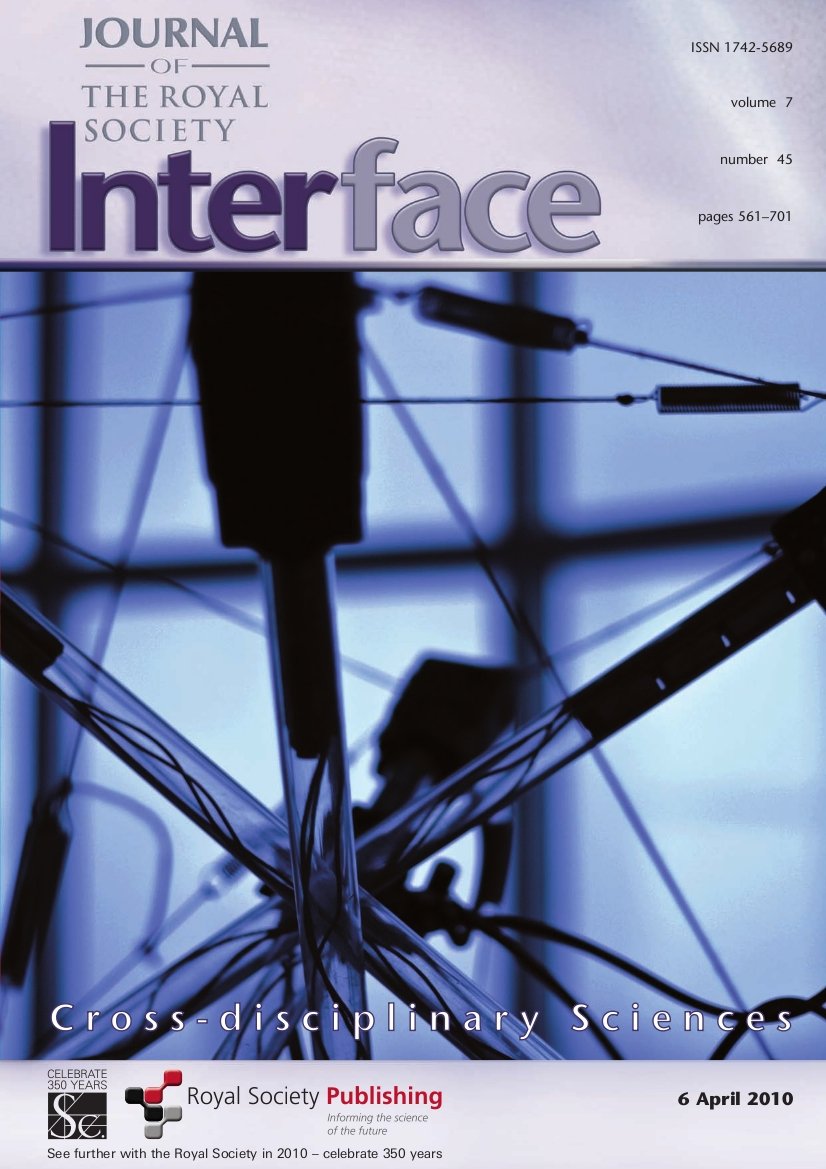 JOURNAL
OF
THE ROYAL
SOCIETY
Interface
ISSN 1742-5689
volume 7
number 45
pages 561–701
Cross-disciplinary Sciences
CELEBRATE
350 YEARS
Royal Society Publishing
Informing the science
of the future
6 April 2010
See further with the Royal Society in 2010 – celebrate 350 years